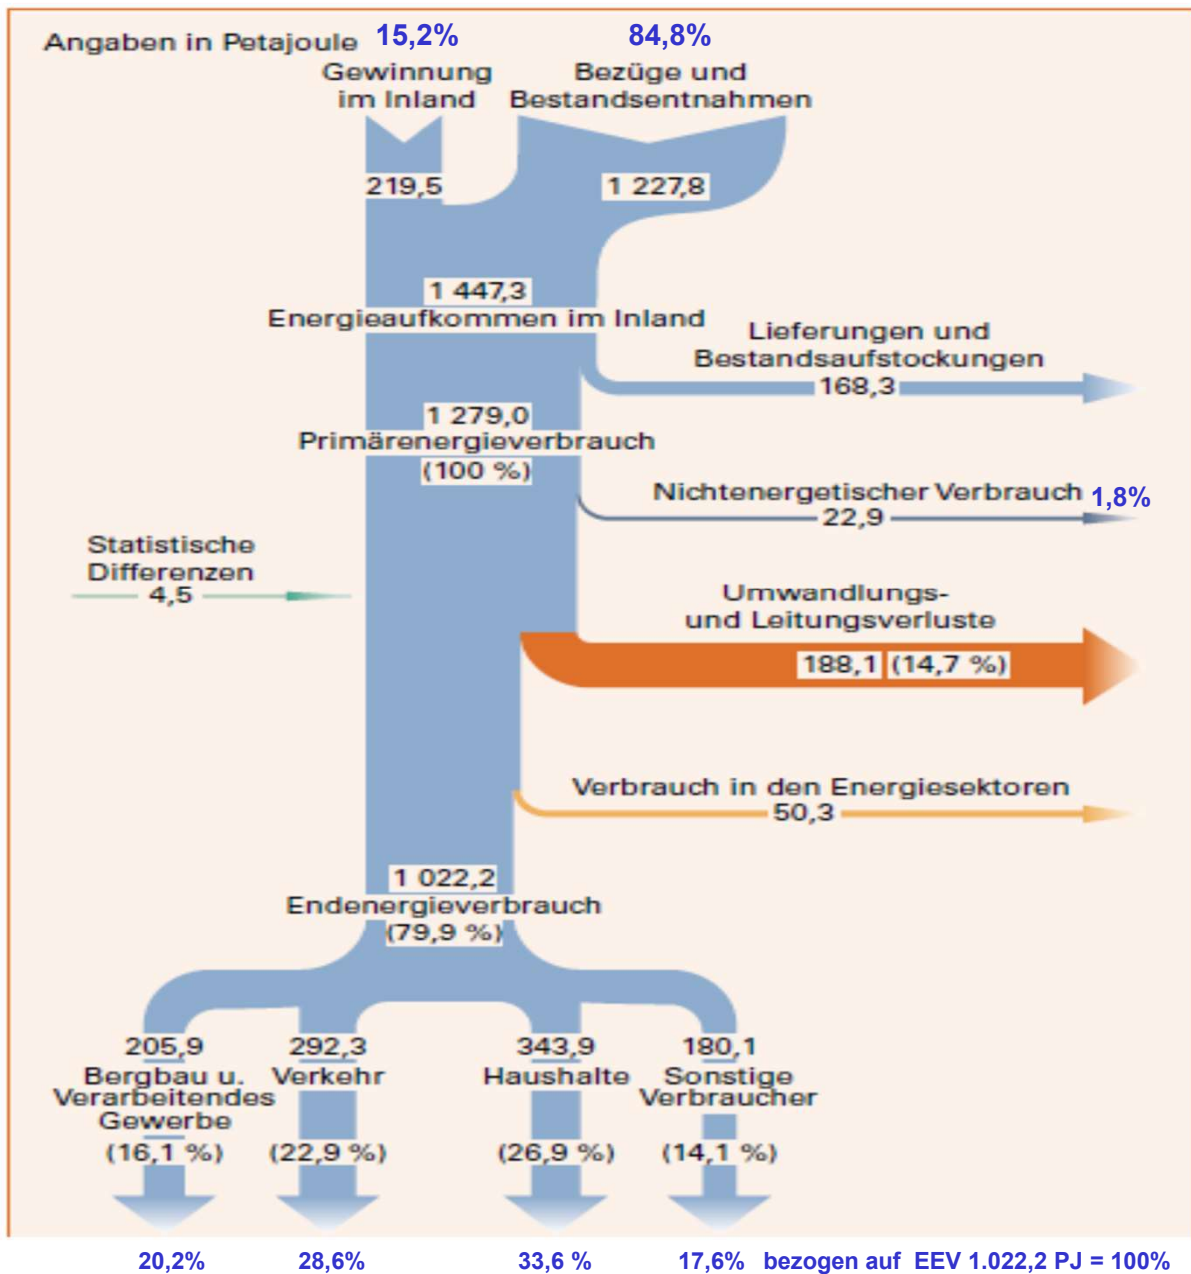 Angaben in Petajoule 15,2% 84,8%
Gewinnung
im Inland
Bezüge und
Bestandsentnahmen
219,5
1 227,8
1 447,3
Energieaufkommen im Inland
Lieferungen und
Bestandsaufstockungen
168,3
1 279,0
Primärenergieverbrauch
(100 %)
Nichtenergetischer Verbrauch 1,8%
22,9
Statistische
Differenzen
4,5
Umwandlungs-
und Leitungsverluste
188,1 (14,7 %)
Verbrauch in den Energiesektoren
50,3
1 022,2
Endenergieverbrauch
(79,9 %)
205,9
Bergbau u.
Verarbeitendes
Gewerbe
(16,1 %)
292,3
Verkehr
(22,9 %)
343,9
Haushalte
(26,9 %)
180,1
Sonstige
Verbraucher
(14,1 %)
20,2% 28,6% 33,6 % 17,6% bezogen auf EEV 1.022,2 PJ = 100%